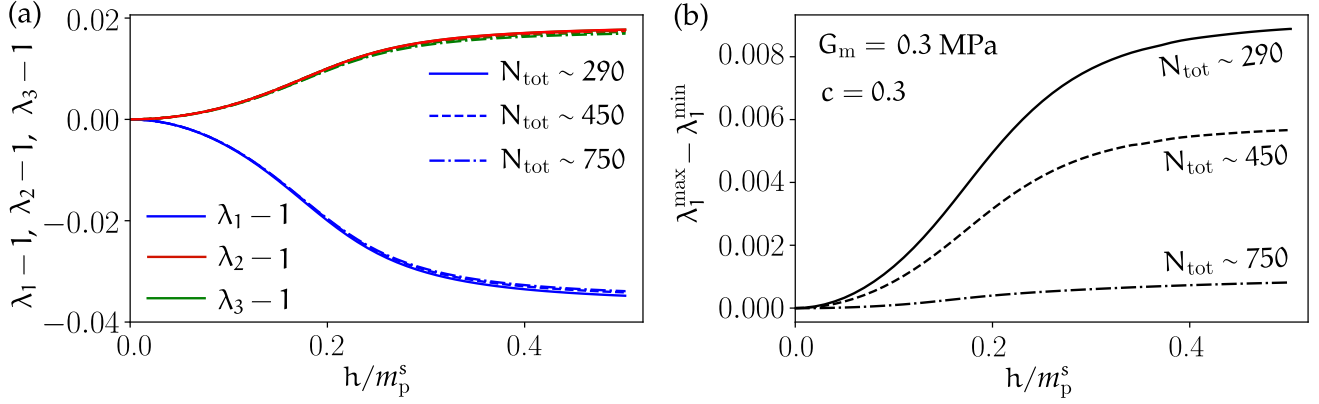 (a)
λ₁ − 1, λ₂ − 1, λ₃ − 1
0.02
0.00
−0.02
−0.04
N_tot ~ 290
N_tot ~ 450
N_tot ~ 750
λ₁ − 1
λ₂ − 1
λ₃ − 1
0.0
0.2
0.4
h/m_p^s
(b)
λ₁^max − λ₁^min
0.008
0.006
0.004
0.002
0.000
G_m = 0.3 MPa
c = 0.3
N_tot ~ 290
N_tot ~ 450
N_tot ~ 750
0.0
0.2
0.4
h/m_p^s